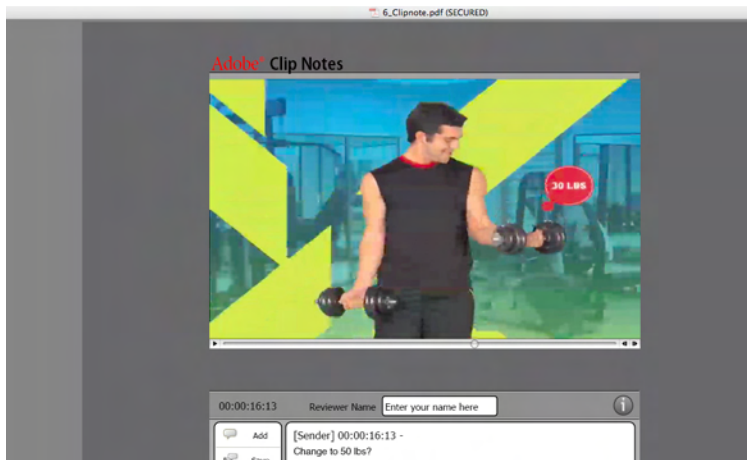 6_Clipnote.pdf (SECURED)
Adobe® Clip Notes
30 LBS
00:00:16:13 Reviewer Name Enter your name here
Add
[Sender] 00:00:16:13 -
Change to 50 lbs?